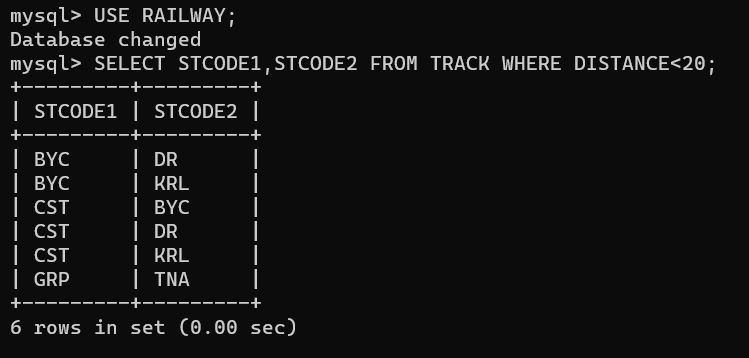 mysql> USE RAILWAY;
Database changed
mysql> SELECT STCODE1,STCODE2 FROM TRACK WHERE DISTANCE<20;
+---------+---------+
| STCODE1 | STCODE2 |
+---------+---------+
| BYC     | DR      |
| BYC     | KRL     |
| CST     | BYC     |
| CST     | DR      |
| CST     | KRL     |
| GRP     | TNA     |
+---------+---------+
6 rows in set (0.00 sec)